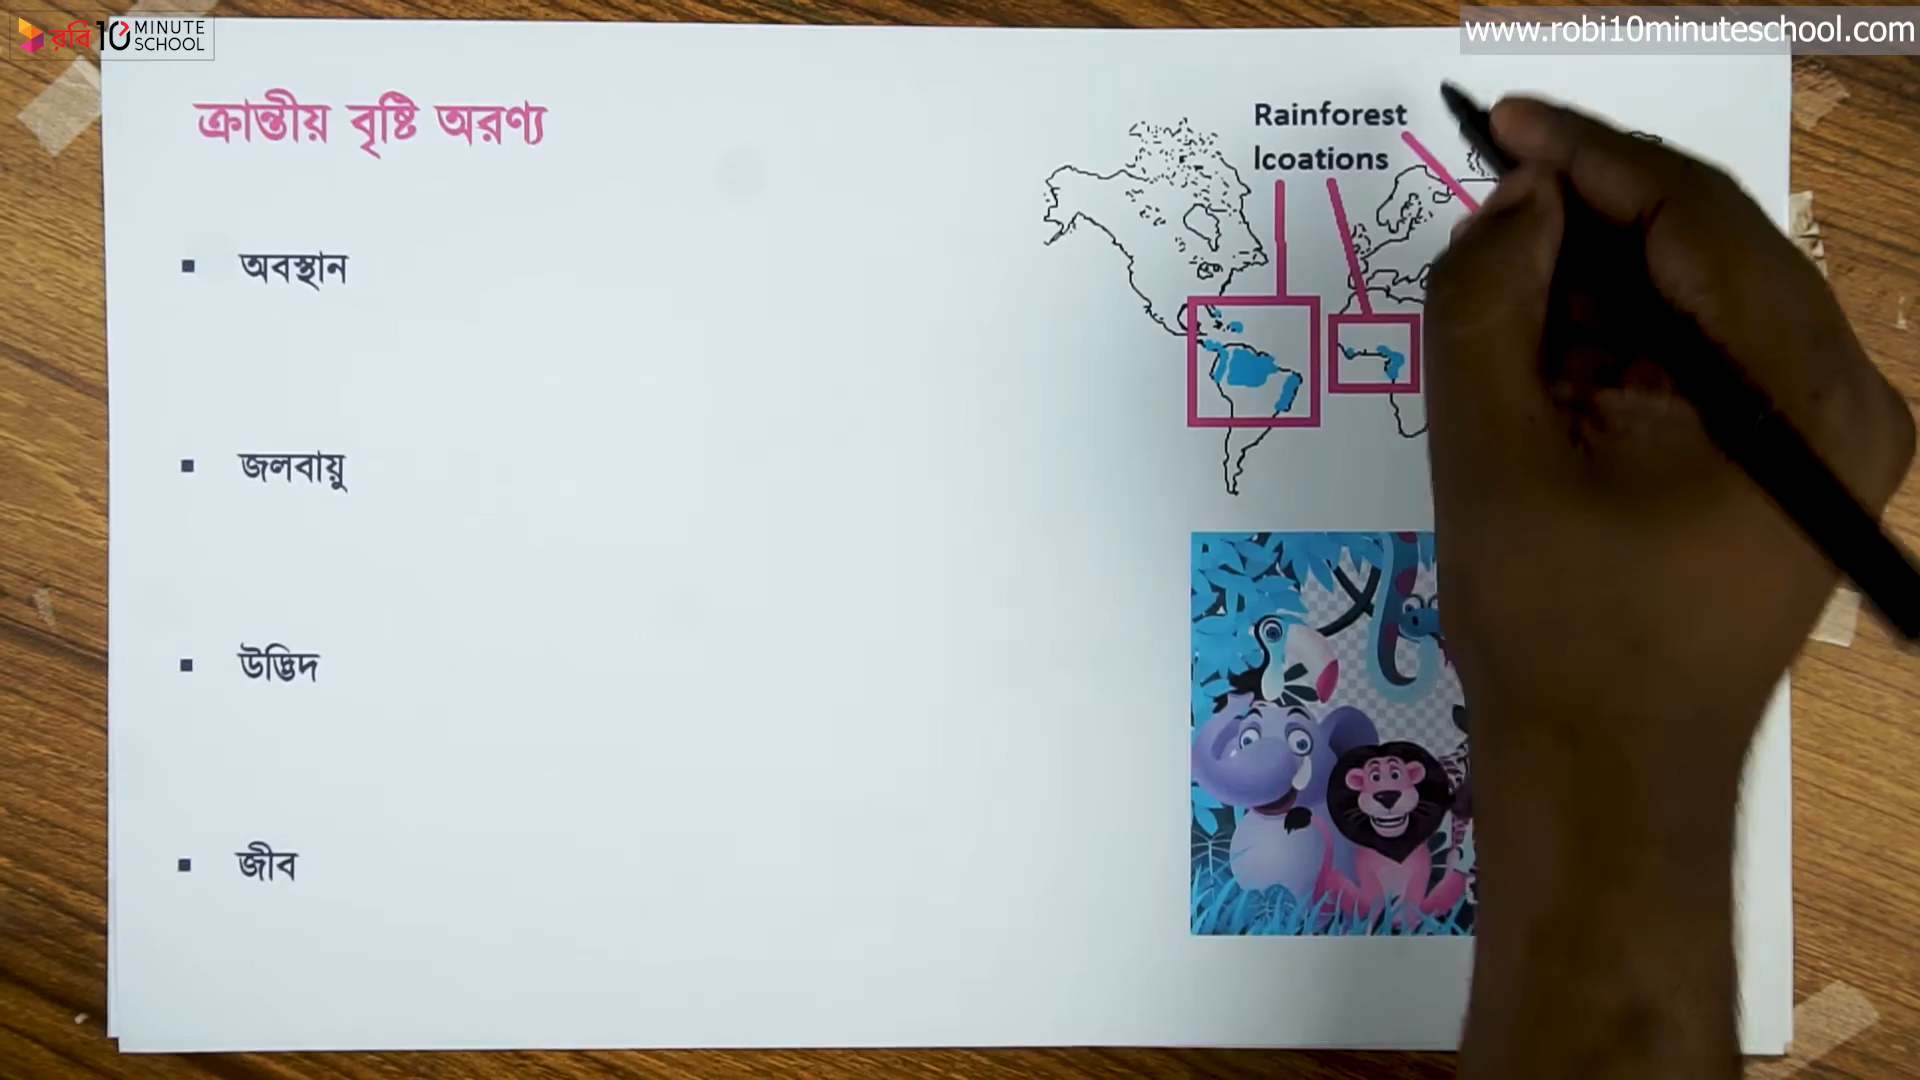 রবি 10 MINUTE
SCHOOL
www.robi10minuteschool.com
ক্রান্তীয় বৃষ্টি অরণ্য
Rainforest
lcoations
▪ অবস্থান
▪ জলবায়ু
▪ উদ্ভিদ
▪ জীব